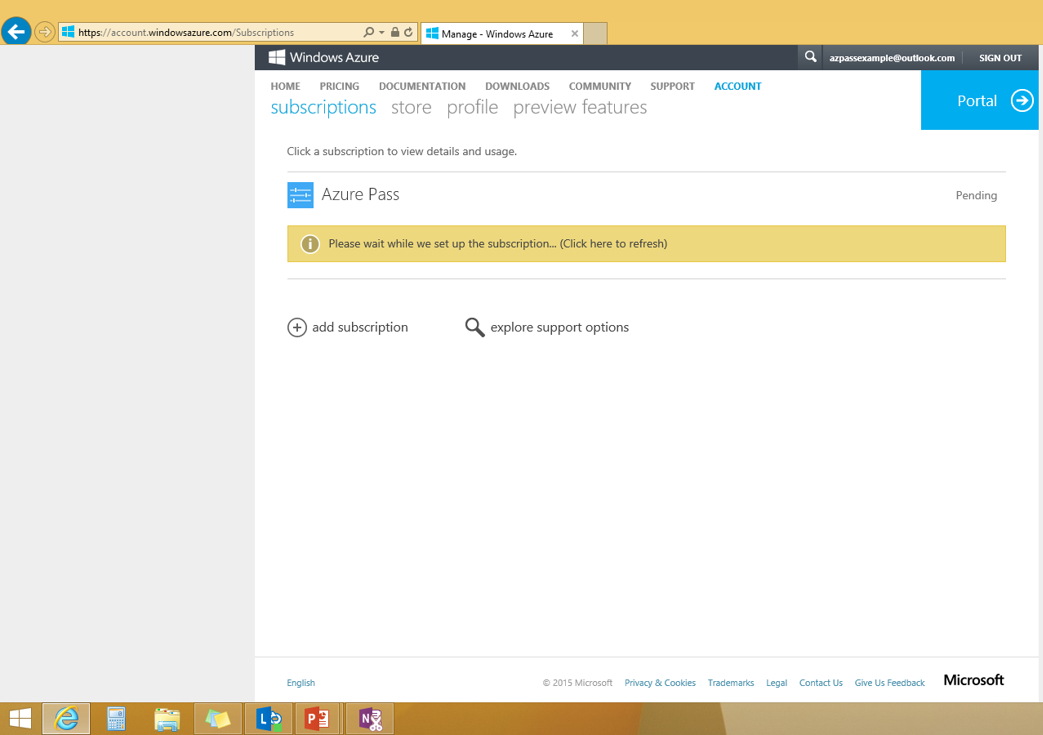 https://account.windowsazure.com/Subscriptions
Manage - Windows Azure
Windows Azure
azpassexample@outlook.com
SIGN OUT
HOME PRICING DOCUMENTATION DOWNLOADS COMMUNITY SUPPORT ACCOUNT
subscriptions store profile preview features
Portal
Click a subscription to view details and usage.
Azure Pass
Pending
Please wait while we set up the subscription... (Click here to refresh)
add subscription
explore support options
English
© 2015 Microsoft Privacy & Cookies Trademarks Legal Contact Us Give Us Feedback
Microsoft